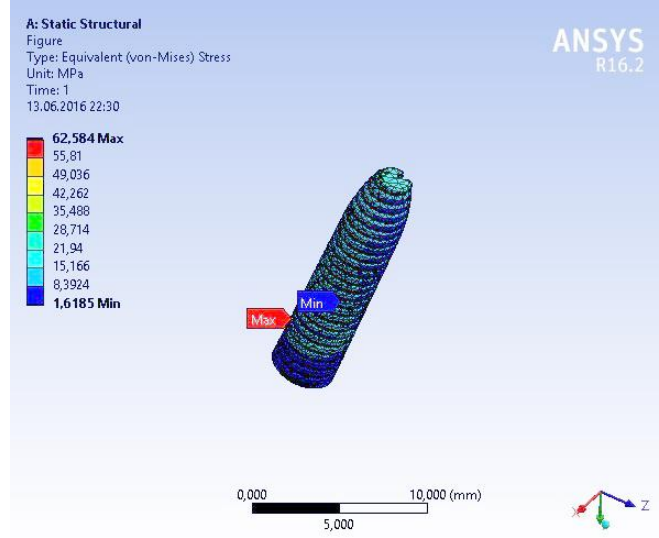 A: Static Structural
Figure
Type: Equivalent (von-Mises) Stress
Unit: MPa
Time: 1
13.06.2016 22:30
ANSYS
R16.2
62,584 Max
55,81
49,036
42,262
35,488
28,714
21,94
15,166
8,3924
1,6185 Min
Min
Max
0,000
10,000 (mm)
5,000
X
Z